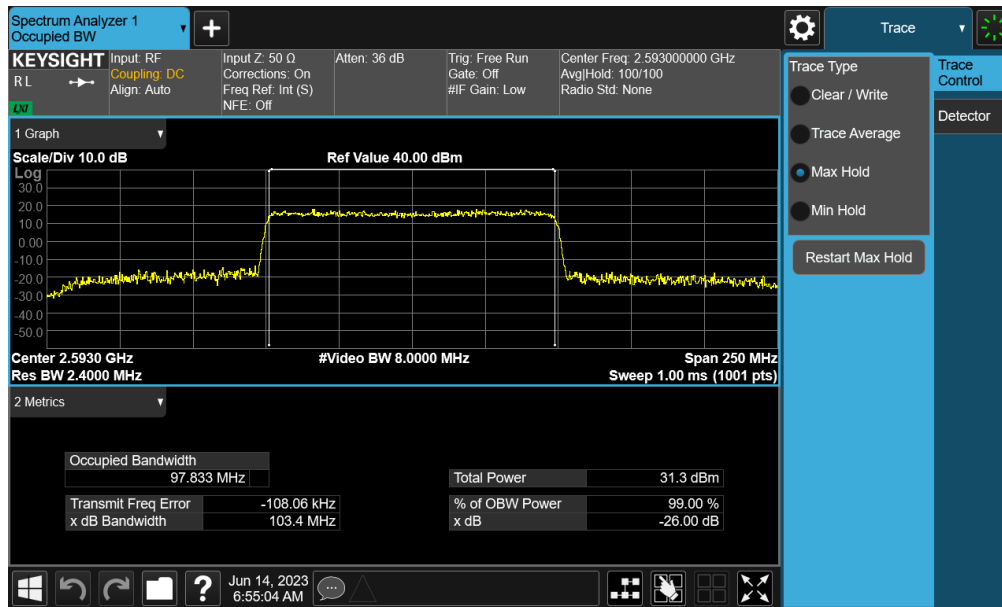 Spectrum Analyzer 1
Occupied BW
+
Trace
KEYSIGHT
R L
LXI
Input: RF
Coupling: DC
Align: Auto
Input Z: 50 Ω
Corrections: On
Freq Ref: Int (S)
NFE: Off
Atten: 36 dB
Trig: Free Run
Gate: Off
#IF Gain: Low
Center Freq: 2.593000000 GHz
Avg|Hold: 100/100
Radio Std: None
Trace Type
Clear / Write
Trace Average
Max Hold
Min Hold
Restart Max Hold
Trace
Control
Detector
1 Graph
Scale/Div 10.0 dB
Ref Value 40.00 dBm
Log
30.0
20.0
10.0
0.00
-10.0
-20.0
-30.0
-40.0
-50.0
Center 2.5930 GHz
#Video BW 8.0000 MHz
Span 250 MHz
Res BW 2.4000 MHz
Sweep 1.00 ms (1001 pts)
2 Metrics
Occupied Bandwidth
97.833 MHz
Total Power 31.3 dBm
Transmit Freq Error -108.06 kHz
% of OBW Power 99.00 %
x dB Bandwidth 103.4 MHz
x dB -26.00 dB
?
Jun 14, 2023
6:55:04 AM